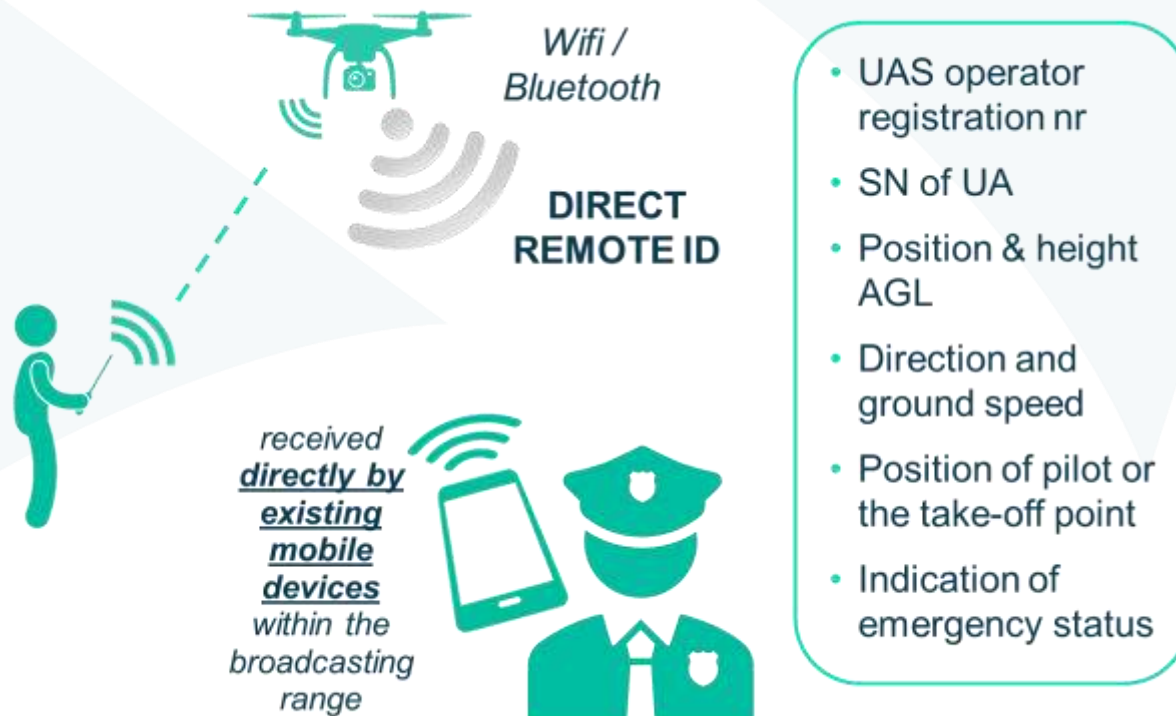 Wifi /
Bluetooth
DIRECT
REMOTE ID
received
directly by
existing
mobile
devices
within the
broadcasting
range
• UAS operator
registration nr
• SN of UA
• Position & height
AGL
• Direction and
ground speed
• Position of pilot or
the take-off point
• Indication of
emergency status